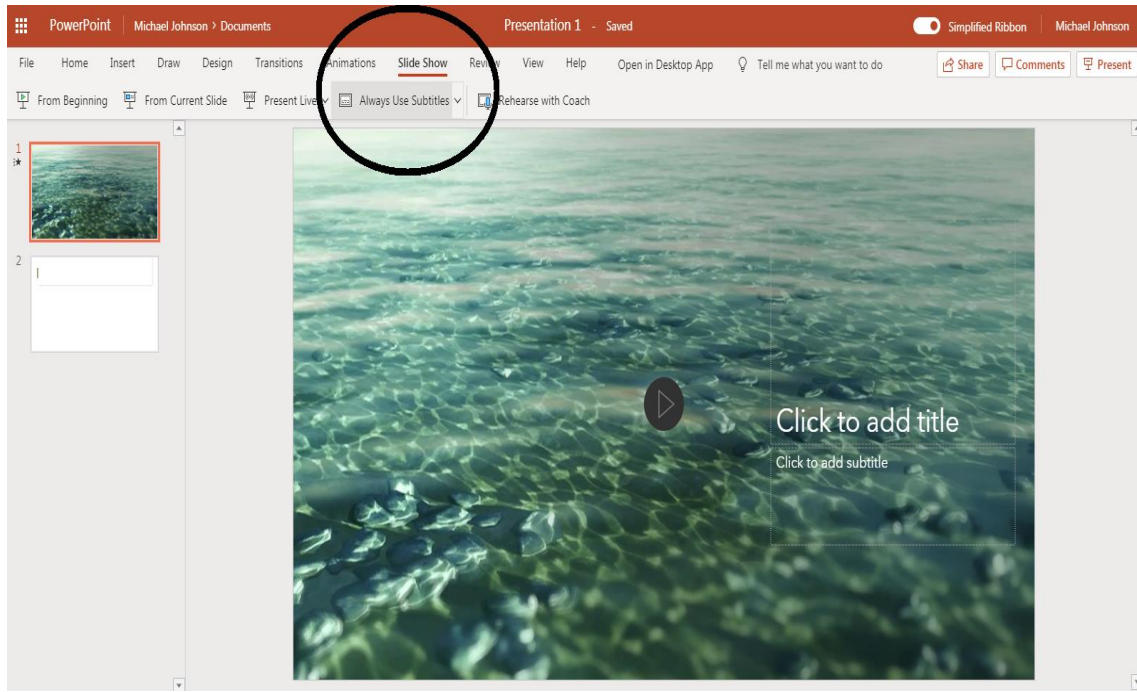 PowerPoint Michael Johnson > Documents Presentation 1 - Saved Simplified Ribbon Michael Johnson
File Home Insert Draw Design Transitions Animations Slide Show Review View Help Open in Desktop App Tell me what you want to do Share Comments Present
From Beginning From Current Slide Present Live Always Use Subtitles Rehearse with Coach
1
2
Click to add title
Click to add subtitle